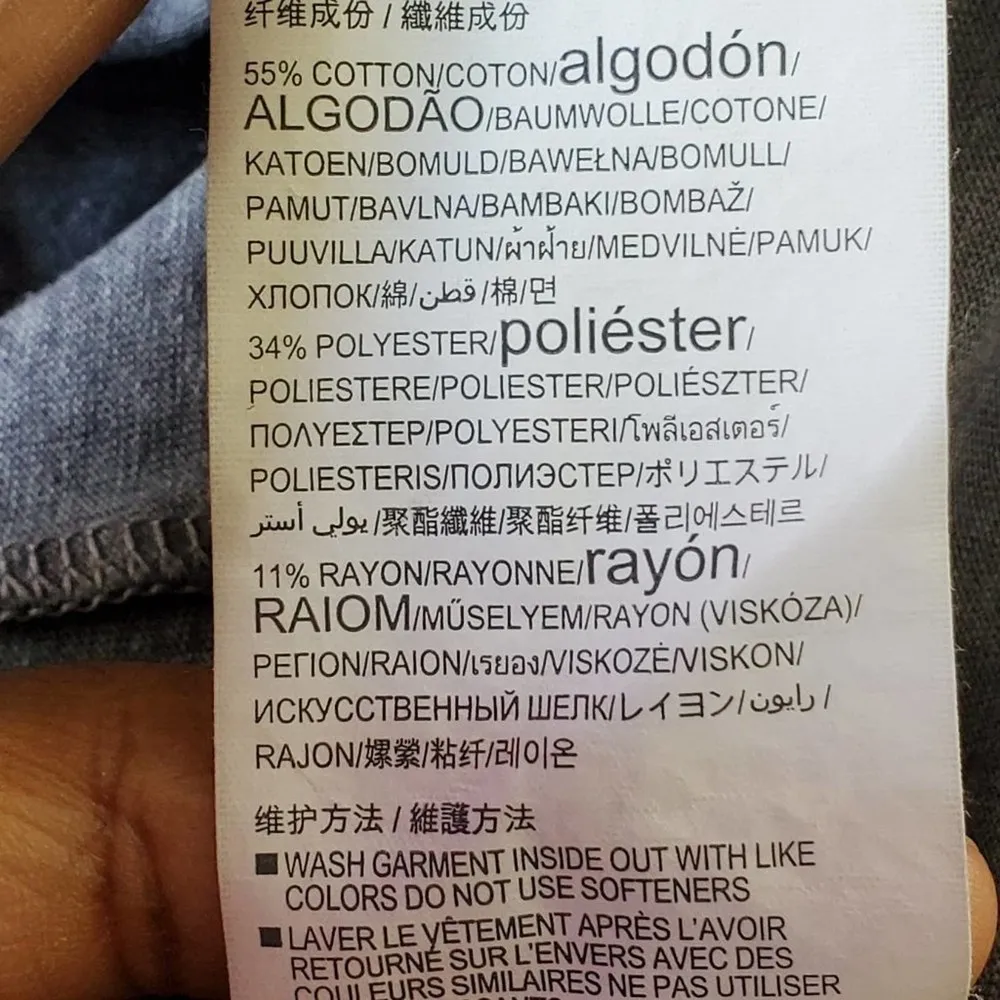 纤维成份 / 纖維成份
55% COTTON/COTON/algodón/
ALGODÃO/BAUMWOLLE/COTONE/
KATOEN/BOMULD/BAWEŁNA/BOMULL/
PAMUT/BAVLNA/BAMBAKI/BOMBAŽ/
PUUVILLA/KATUN/ผ้าฝ้าย/MEDVILNĖ/PAMUK/
ХЛОПОК/綿/قطن/棉/면
34% POLYESTER/poliéster/
POLIESTERE/POLIESTER/POLIÉSZTER/
ΠΟΛΥΕΣΤΕΡ/POLYESTERI/โพลีเอสเตอร์/
POLIESTERIS/ПОЛИЭСТЕР/ポリエステル/
يولي أستر/聚酯纖維/聚酯纤维/폴리에스테르
11% RAYON/RAYONNE/rayón/
RAIOM/MŰSELYEM/RAYON (VISKÓZA)/
ΡΕΓΙΟΝ/RAION/เรยอง/VISKOZĖ/VISKON/
ИСКУССТВЕННЫЙ ШЕЛК/レイヨン/رايون/
RAJON/嫘縈/粘纤/레이온
维护方法 / 維護方法
■ WASH GARMENT INSIDE OUT WITH LIKE
COLORS DO NOT USE SOFTENERS
■ LAVER LE VÊTEMENT APRÈS L'AVOIR
RETOURNÉ SUR L'ENVERS AVEC DES
COULEURS SIMILAIRES NE PAS UTILISER